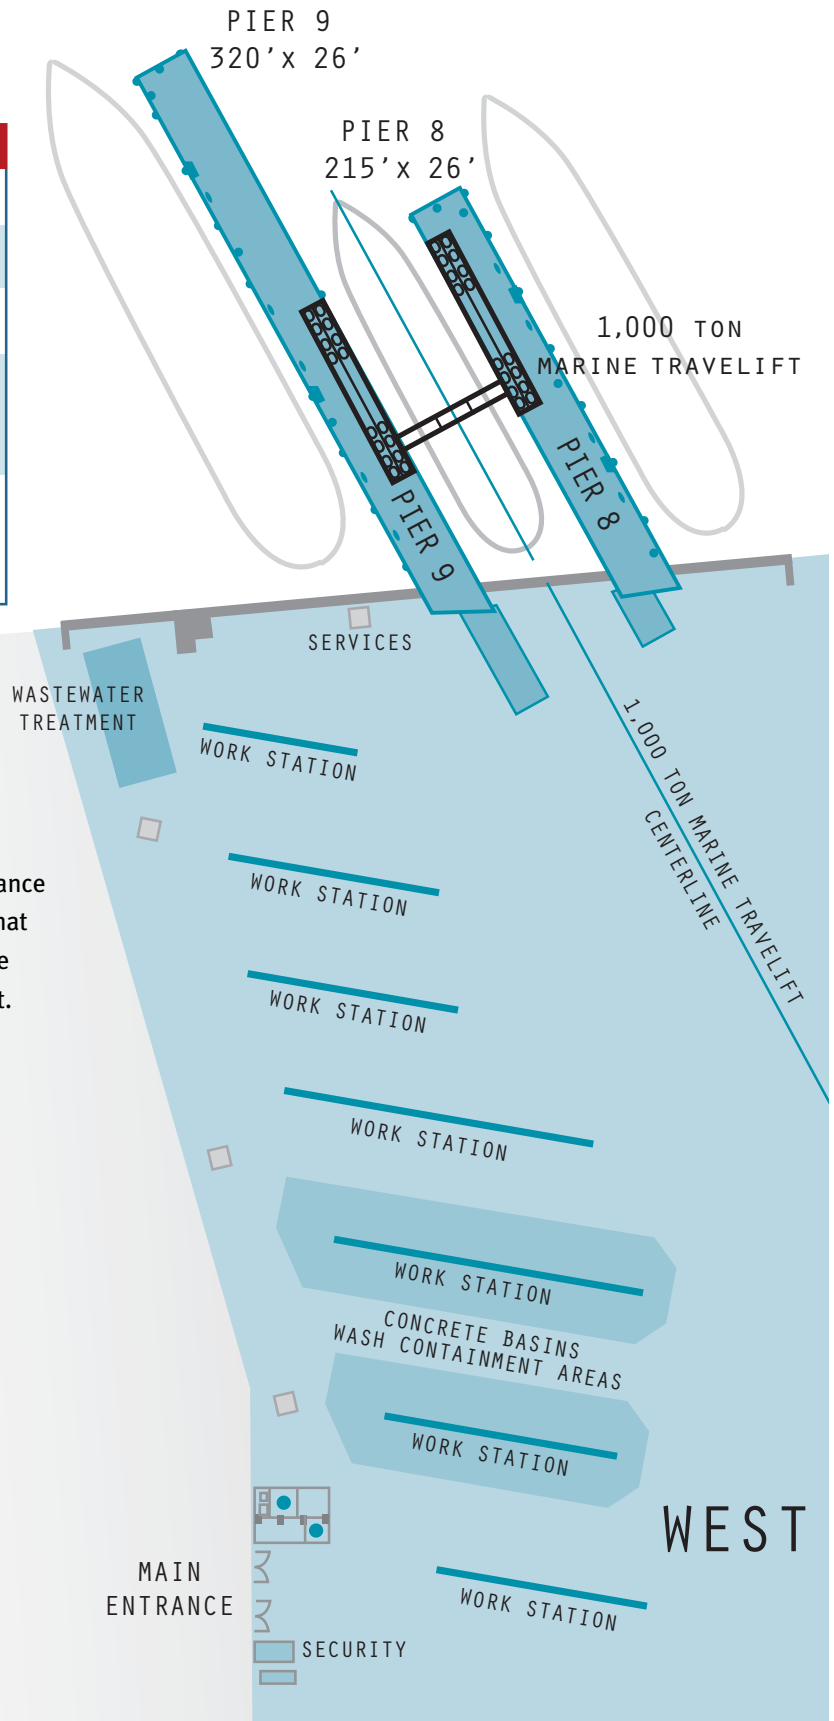 PIER 9
320’x 26’
PIER 8
215’x 26’
1,000 TON
MARINE TRAVELIFT
PIER 8
PIER 9
SERVICES
WASTEWATER
TREATMENT
WORK STATION
1,000 TON MARINE TRAVELIFT
CENTERLINE
WORK STATION
WORK STATION
WORK STATION
WORK STATION
CONCRETE BASINS
WASH CONTAINMENT AREAS
WORK STATION
WEST
MAIN
ENTRANCE
WORK STATION
SECURITY